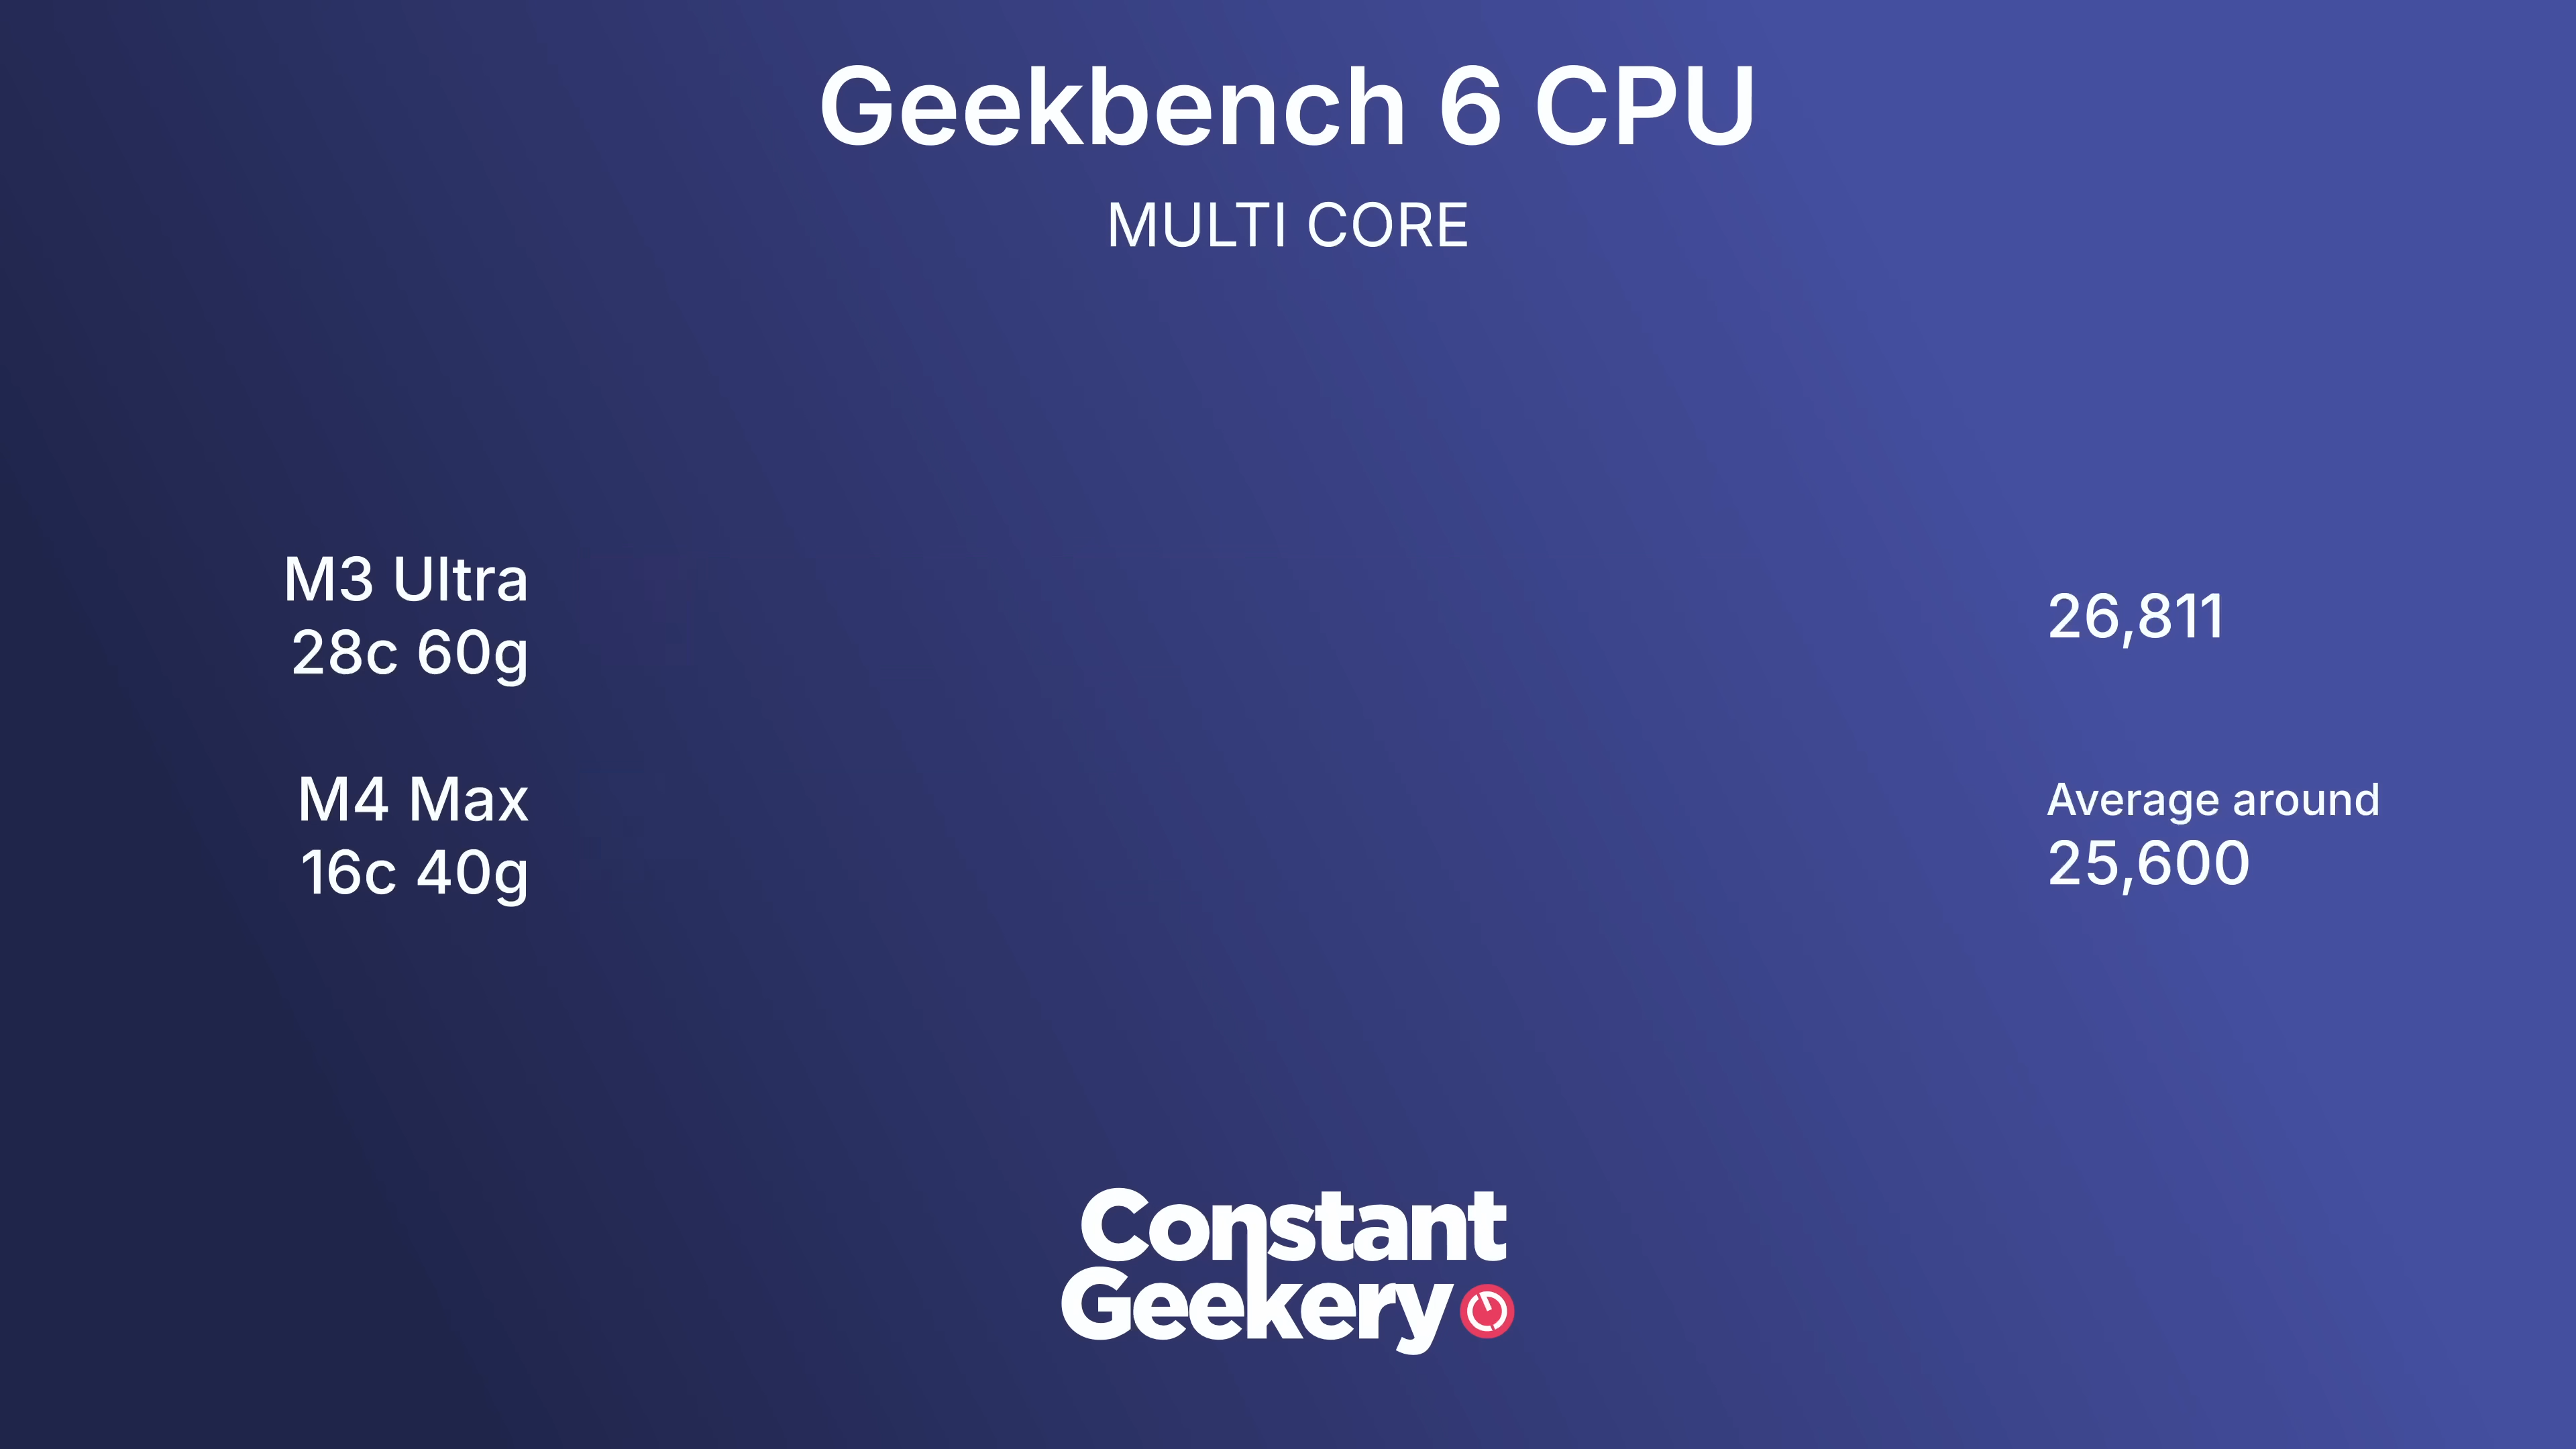 Geekbench 6 CPU
MULTI CORE
M3 Ultra
28c 60g
26,811
M4 Max
16c 40g
Average around
25,600
Constant
Geekery